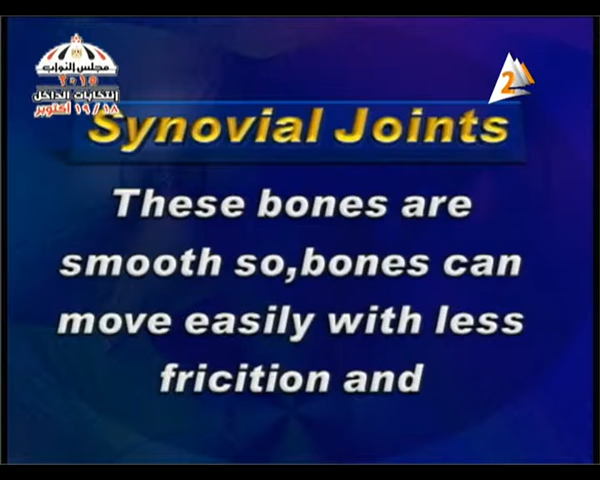 مجلس النواب
٢٠١٥
إنتخابات الداخل
١٨/١٩ أكتوبر
2
Synovial Joints
These bones are
smooth so,bones can
move easily with less
fricition and